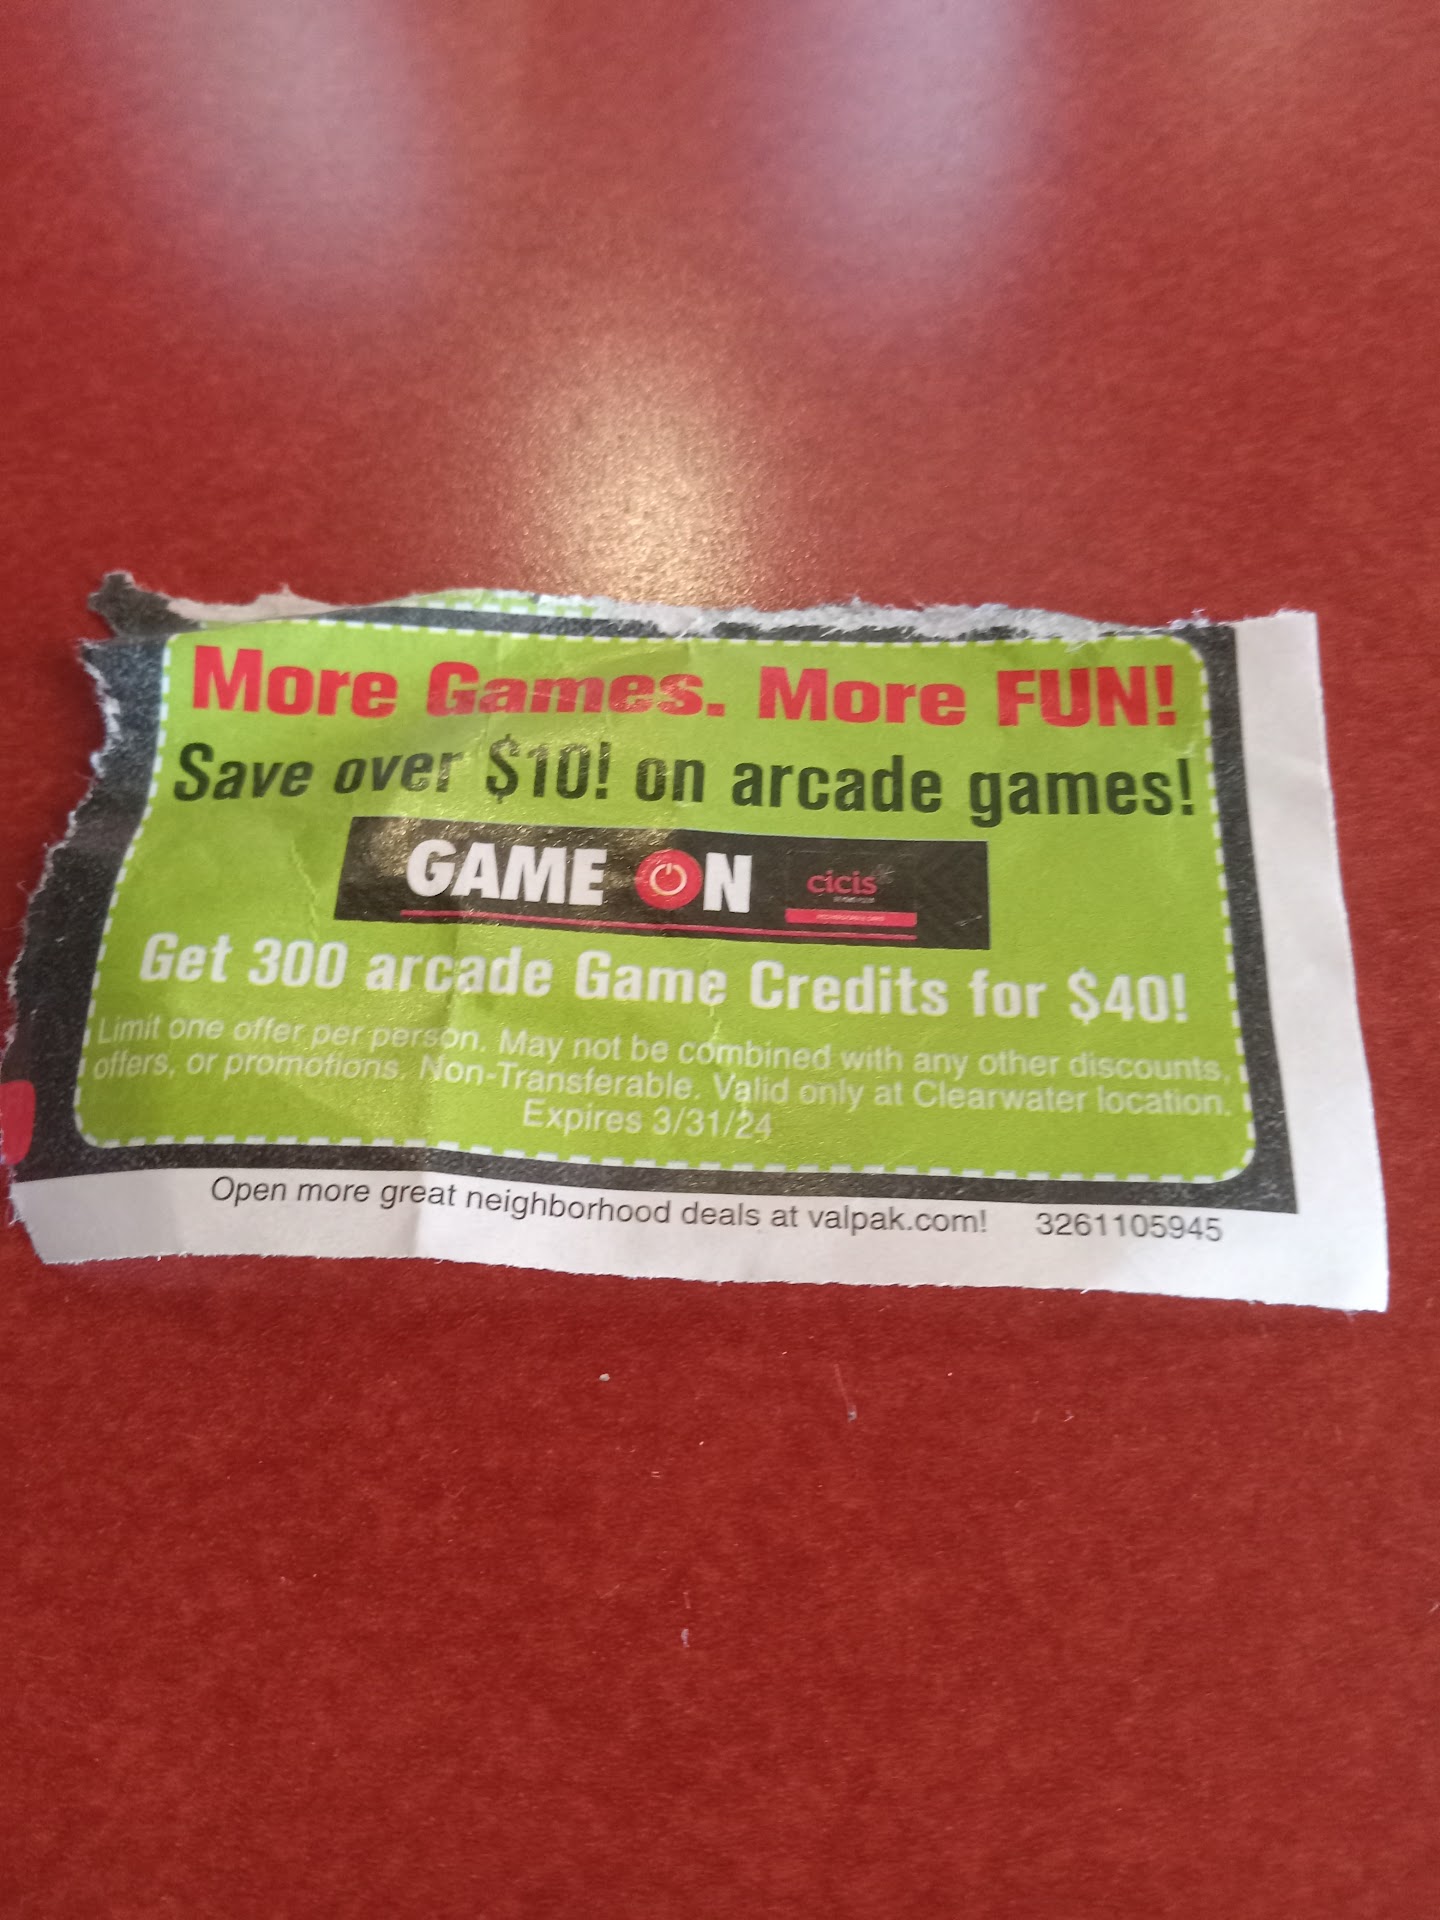 More Games. More FUN!
Save over $10! on arcade games!
GAME ON
cicis
Get 300 arcade Game Credits for $40!
Limit one offer per person. May not be combined with any other discounts,
offers, or promotions. Non-Transferable. Valid only at Clearwater location.
Expires 3/31/24
Open more great neighborhood deals at valpak.com! 3261105945